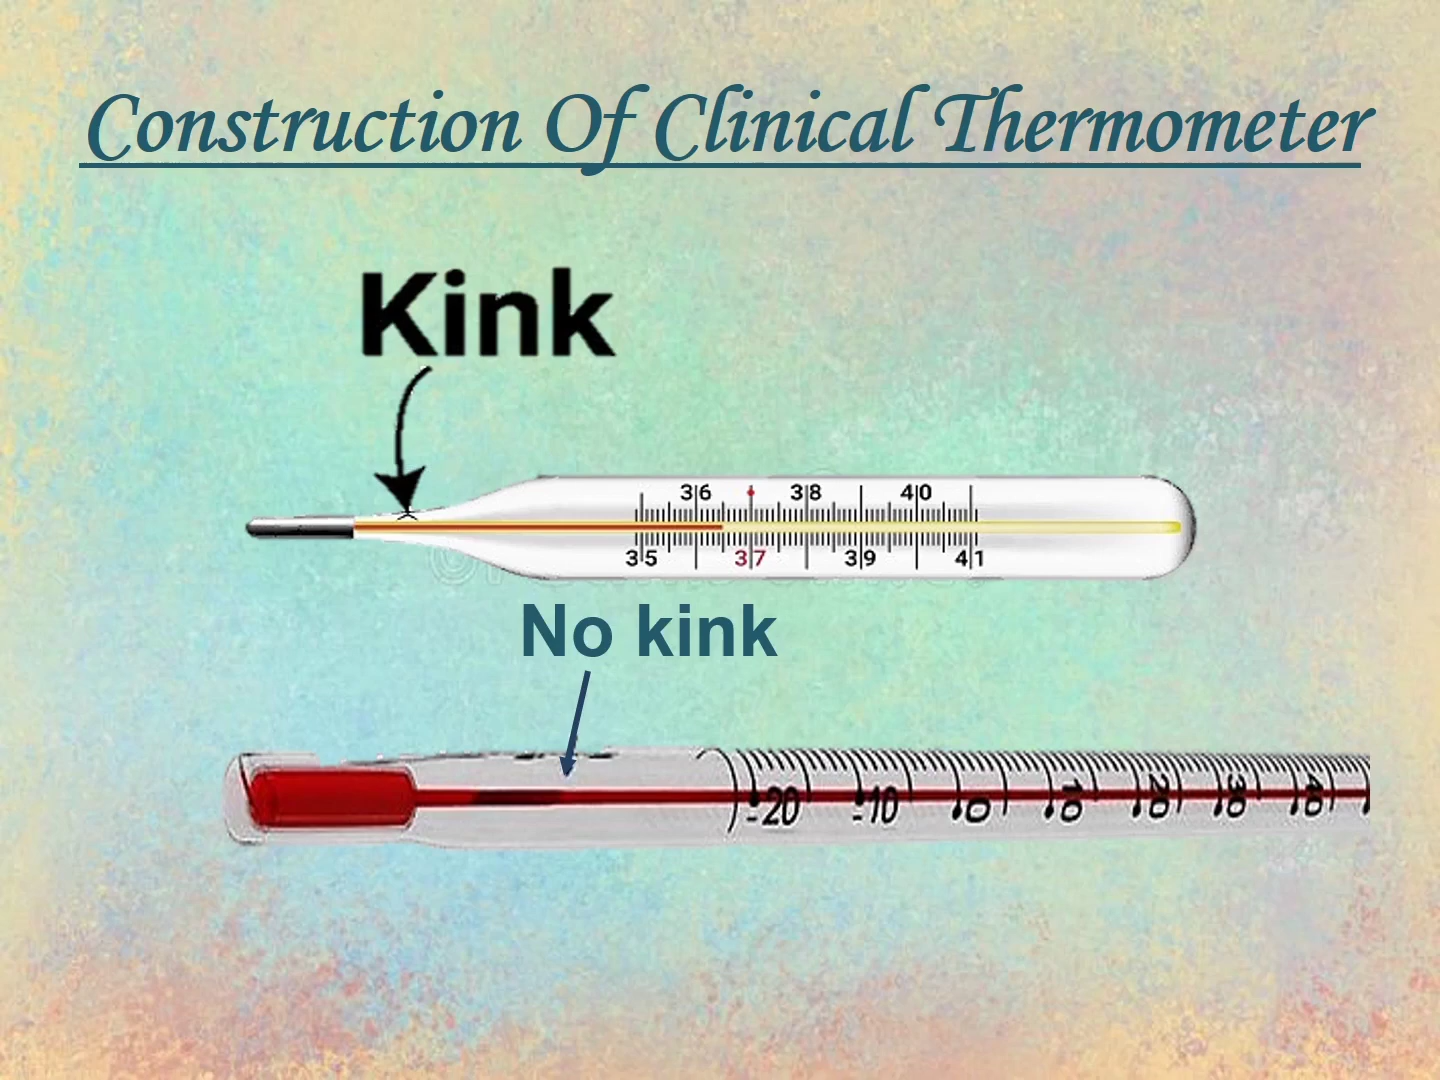 Construction Of Clinical Thermometer
Kink
36 38 40
35 37 39 41
No kink
-20 -10 0 10 20 30 40